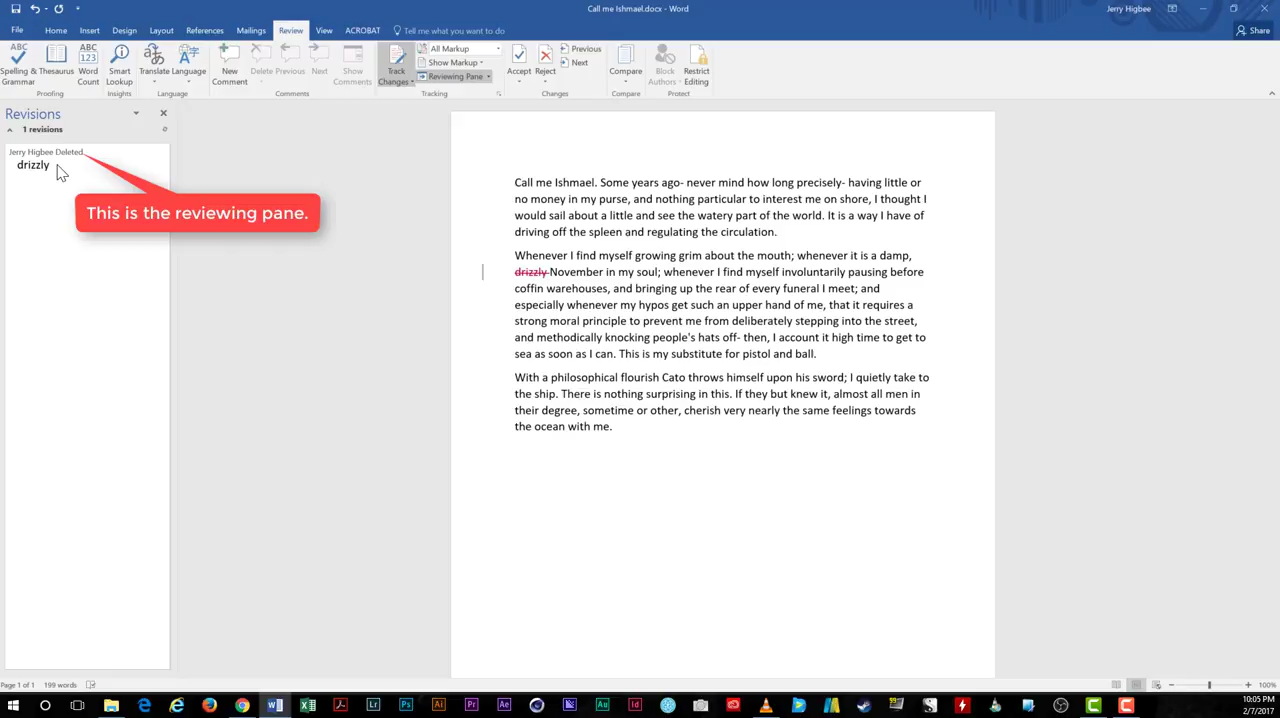 Call me Ishmael.docx - Word
Jerry Higbee
File Home Insert Design Layout References Mailings Review View ACROBAT Tell me what you want to do
Share
Spelling & Grammar
Thesaurus
Word Count
Smart Lookup
Translate
Language
New Comment
Delete
Previous
Next
Show Comments
Track Changes
All Markup
Show Markup
Reviewing Pane
Accept
Reject
Previous
Next
Compare
Block Authors
Restrict Editing
Proofing
Insights
Language
Comments
Tracking
Changes
Compare
Protect
Revisions
1 revisions
Jerry Higbee Deleted
drizzly
This is the reviewing pane.
Call me Ishmael. Some years ago- never mind how long precisely- having little or
no money in my purse, and nothing particular to interest me on shore, I thought I
would sail about a little and see the watery part of the world. It is a way I have of
driving off the spleen and regulating the circulation.
Whenever I find myself growing grim about the mouth; whenever it is a damp,
drizzly November in my soul; whenever I find myself involuntarily pausing before
coffin warehouses, and bringing up the rear of every funeral I meet; and
especially whenever my hypos get such an upper hand of me, that it requires a
strong moral principle to prevent me from deliberately stepping into the street,
and methodically knocking people's hats off- then, I account it high time to get to
sea as soon as I can. This is my substitute for pistol and ball.
With a philosophical flourish Cato throws himself upon his sword; I quietly take to
the ship. There is nothing surprising in this. If they but knew it, almost all men in
their degree, sometime or other, cherish very nearly the same feelings towards
the ocean with me.
Page 1 of 1 199 words
100%
Lr Ps Ai Pr Ae Au Id
10:05 PM
2/7/2017